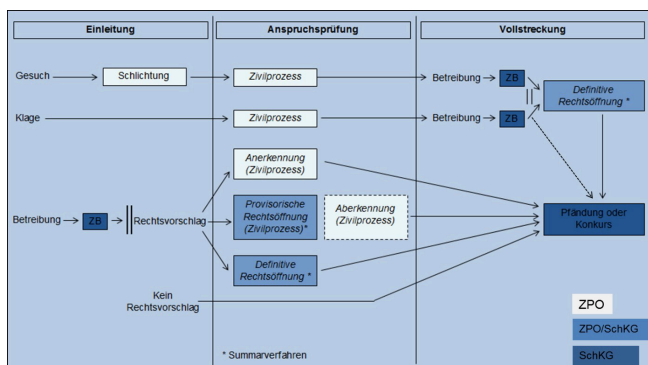 Einleitung
Anspruchsprüfung
Vollstreckung
Gesuch
Schlichtung
Zivilprozess
Betreibung
ZB
Definitive
Rechtsöffnung *
Klage
Zivilprozess
Betreibung
ZB
Anerkennung
(Zivilprozess)
Betreibung
ZB
Rechtsvorschlag
Provisorische
Rechtsöffnung
(Zivilprozess)*
Aberkennung
(Zivilprozess)
Pfändung oder
Konkurs
Definitive
Rechtsöffnung *
Kein
Rechtsvorschlag
ZPO
ZPO/SchKG
SchKG
* Summarverfahren